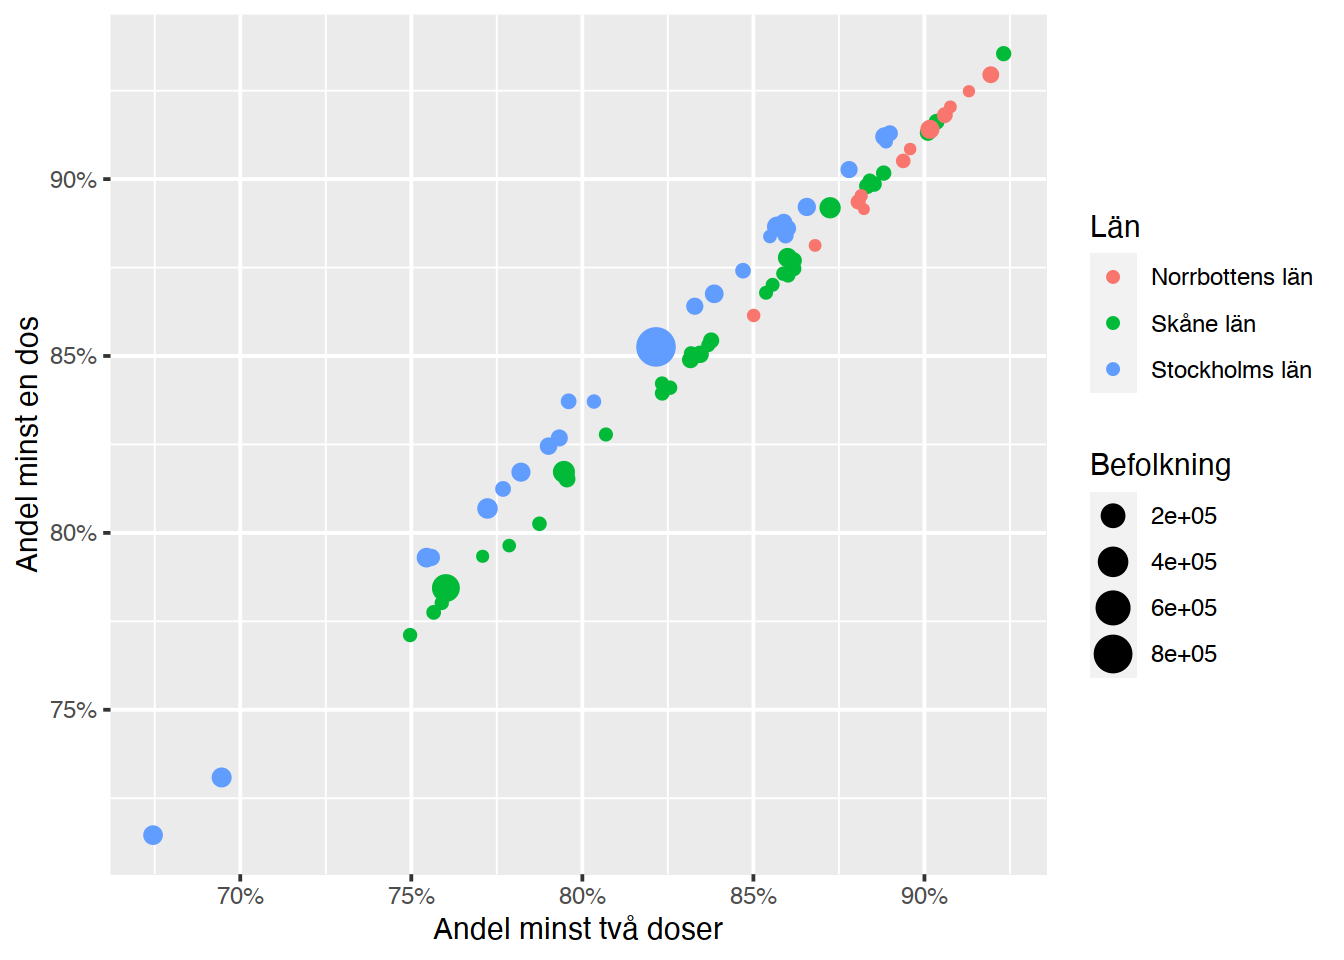 Andel minst en dos
90%
85%
80%
75%
70%
75%
80%
85%
90%
Andel minst två doser
Län
Norrbottens län
Skåne län
Stockholms län
Befolkning
2e+05
4e+05
6e+05
8e+05